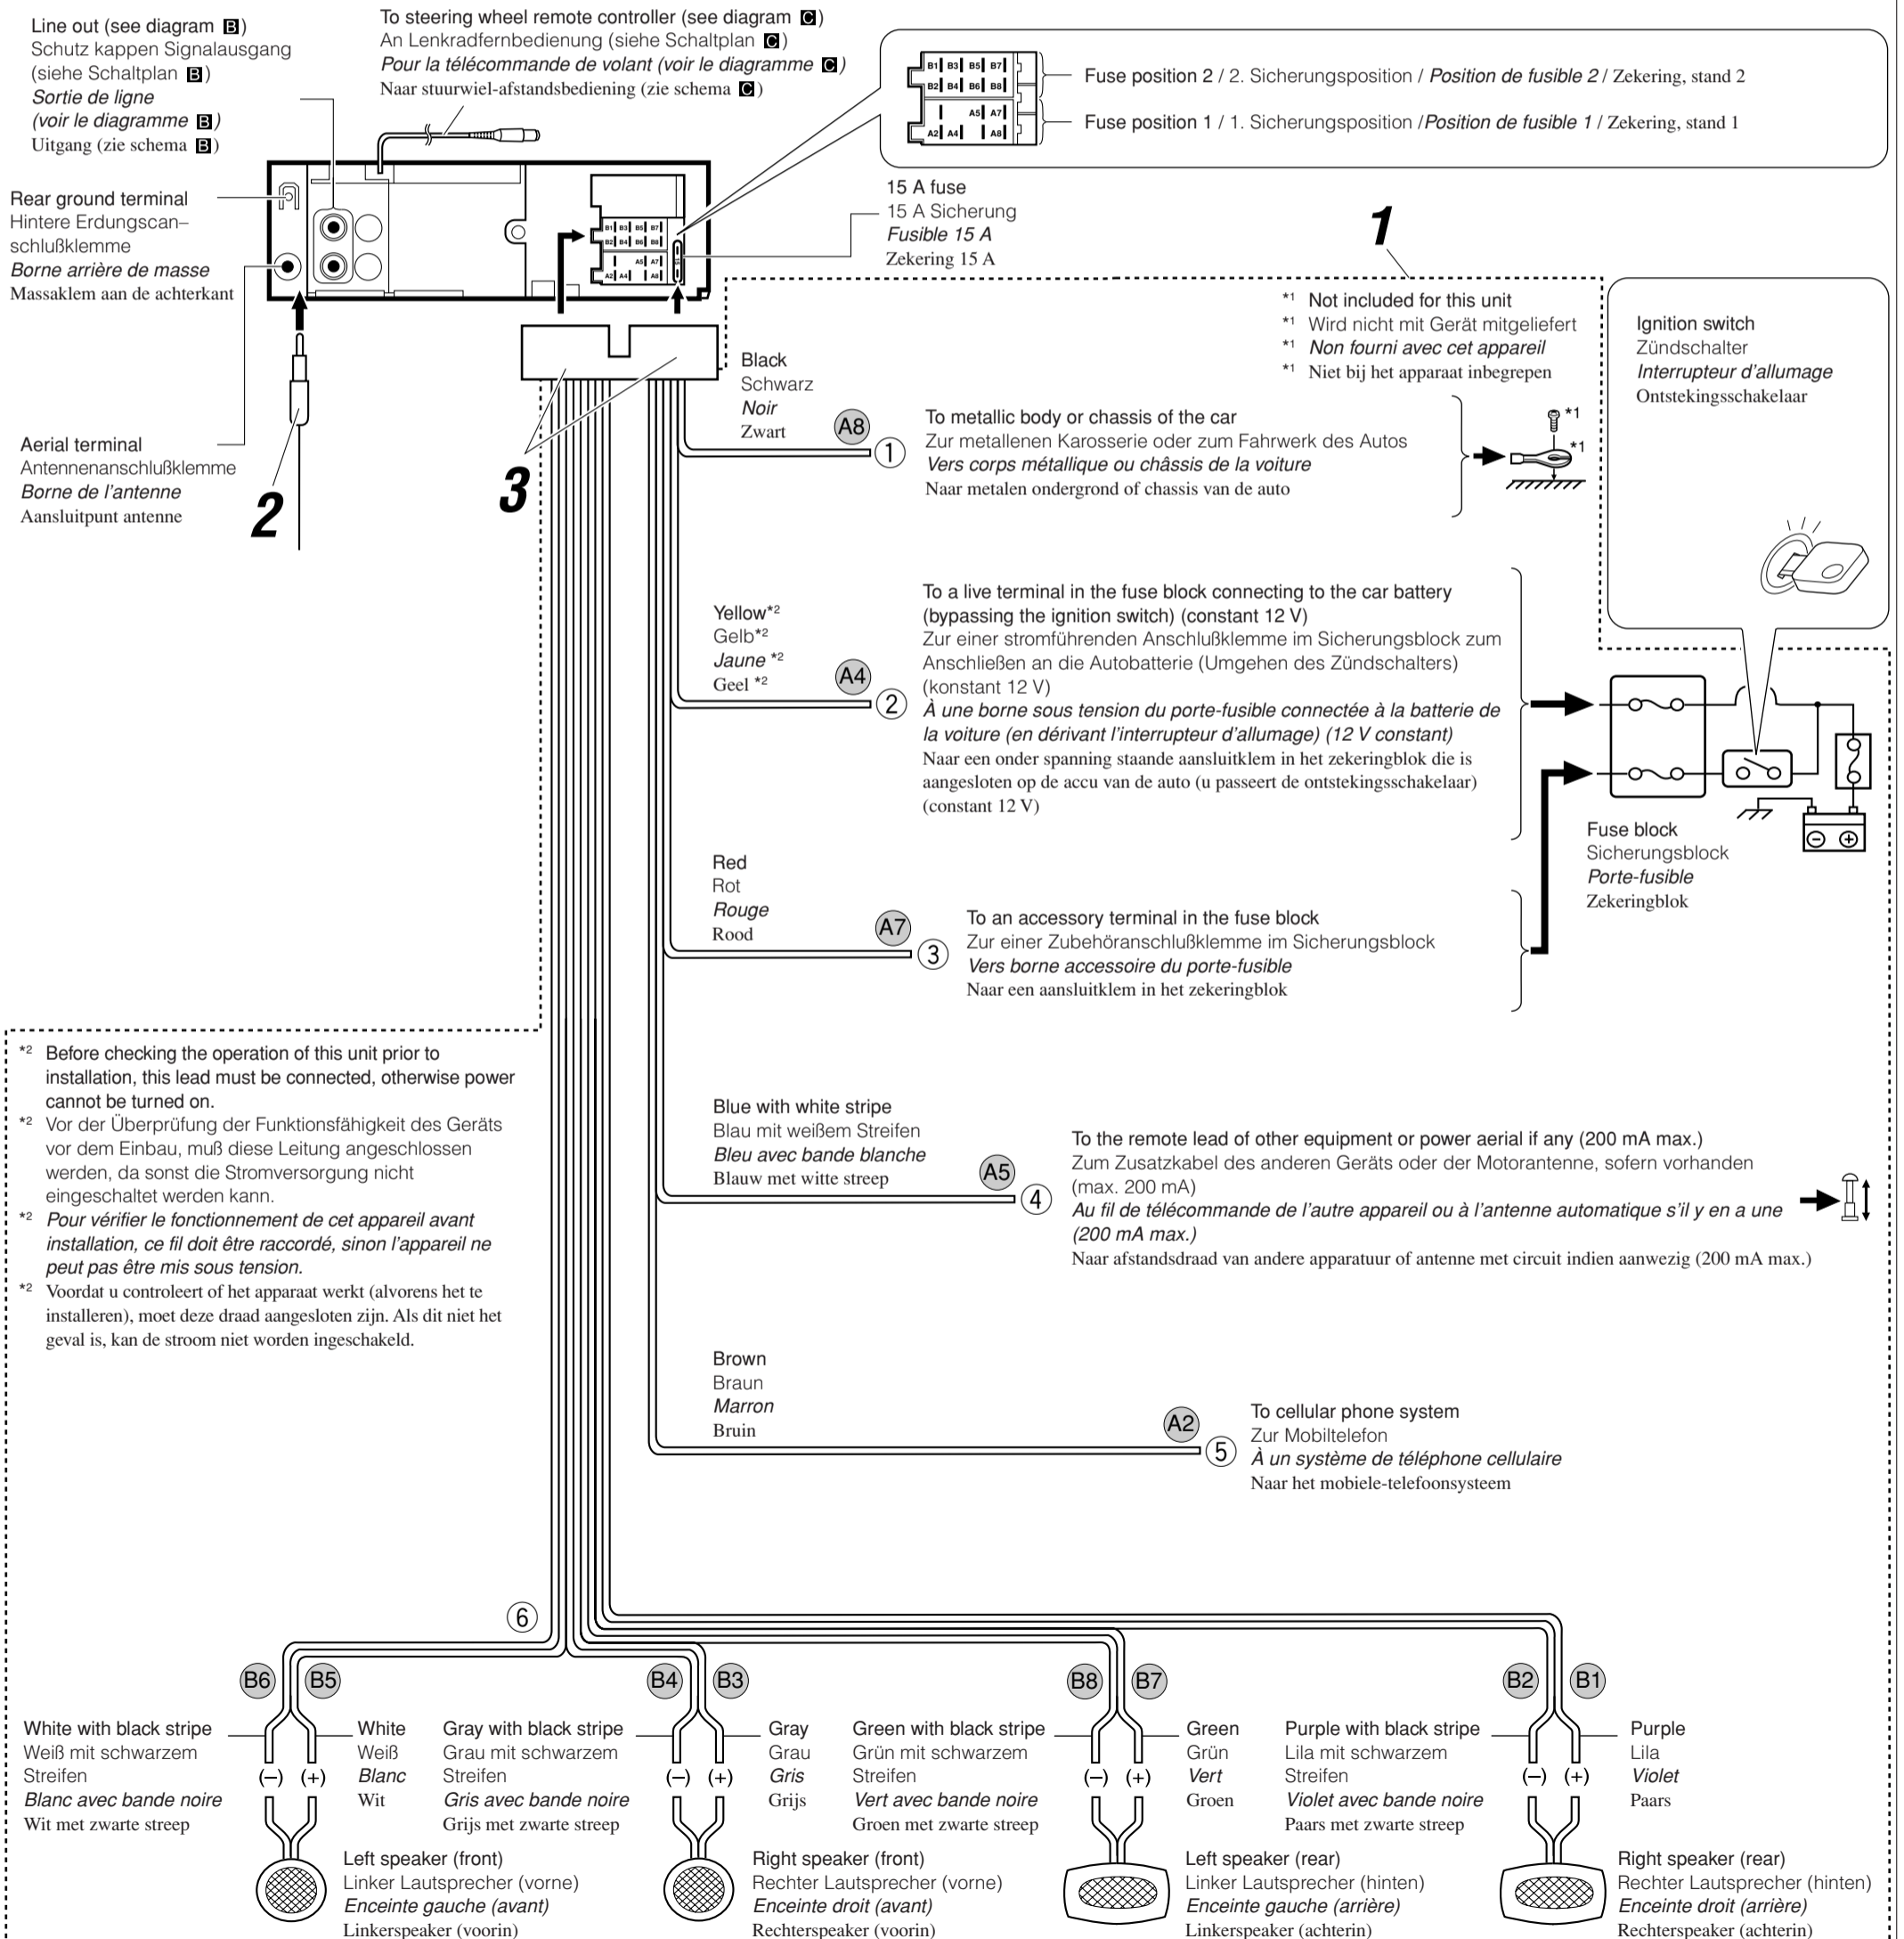 Line out (see diagram B)
Schutz kappen Signalausgang
(siehe Schaltplan B)
Sortie de ligne
(voir le diagramme B)
Uitgang (zie schema B)
To steering wheel remote controller (see diagram C)
An Lenkradfernbedienung (siehe Schaltplan C)
Pour la télécommande de volant (voir le diagramme C)
Naar stuurwiel-afstandsbediening (zie schema C)
B1 B3 B5 B7
B2 B4 B6 B8
A5 A7
A2 A4 A8
Fuse position 2 / 2. Sicherungsposition / Position de fusible 2 / Zekering, stand 2
Fuse position 1 / 1. Sicherungsposition /Position de fusible 1 / Zekering, stand 1
Rear ground terminal
Hintere Erdungscan–
schlußklemme
Borne arrière de masse
Massaklem aan de achterkant
B1 B3 B5 B7
B2 B4 B6 B8
A5 A7
A2 A4 A8
15 A fuse
15 A Sicherung
Fusible 15 A
Zekering 15 A
1
*1 Not included for this unit
*1 Wird nicht mit Gerät mitgeliefert
*1 Non fourni avec cet appareil
*1 Niet bij het apparaat inbegrepen
Ignition switch
Zündschalter
Interrupteur d'allumage
Ontstekingsschakelaar
Aerial terminal
Antennenanschlußklemme
Borne de l'antenne
Aansluitpunt antenne
2
3
Black
Schwarz
Noir
Zwart
A8
1
To metallic body or chassis of the car
Zur metallenen Karosserie oder zum Fahrwerk des Autos
Vers corps métallique ou châssis de la voiture
Naar metalen ondergrond of chassis van de auto
*1
*1
Yellow*2
Gelb*2
Jaune *2
Geel *2
A4
2
To a live terminal in the fuse block connecting to the car battery
(bypassing the ignition switch) (constant 12 V)
Zur einer stromführenden Anschlußklemme im Sicherungsblock zum
Anschließen an die Autobatterie (Umgehen des Zündschalters)
(konstant 12 V)
À une borne sous tension du porte-fusible connectée à la batterie de
la voiture (en dérivant l'interrupteur d'allumage) (12 V constant)
Naar een onder spanning staande aansluitklem in het zekeringblok die is
aangesloten op de accu van de auto (u passeert de ontstekingsschakelaar)
(constant 12 V)
Fuse block
Sicherungsblock
Porte-fusible
Zekeringblok
Red
Rot
Rouge
Rood
A7
3
To an accessory terminal in the fuse block
Zur einer Zubehöranschlußklemme im Sicherungsblock
Vers borne accessoire du porte-fusible
Naar een aansluitklem in het zekeringblok
*2 Before checking the operation of this unit prior to
installation, this lead must be connected, otherwise power
cannot be turned on.
*2 Vor der Überprüfung der Funktionsfähigkeit des Geräts
vor dem Einbau, muß diese Leitung angeschlossen
werden, da sonst die Stromversorgung nicht
eingeschaltet werden kann.
*2 Pour vérifier le fonctionnement de cet appareil avant
installation, ce fil doit être raccordé, sinon l'appareil ne
peut pas être mis sous tension.
*2 Voordat u controleert of het apparaat werkt (alvorens het te
installeren), moet deze draad aangesloten zijn. Als dit niet het
geval is, kan de stroom niet worden ingeschakeld.
Blue with white stripe
Blau mit weißem Streifen
Bleu avec bande blanche
Blauw met witte streep
A5
4
To the remote lead of other equipment or power aerial if any (200 mA max.)
Zum Zusatzkabel des anderen Geräts oder der Motorantenne, sofern vorhanden
(max. 200 mA)
Au fil de télécommande de l'autre appareil ou à l'antenne automatique s'il y en a une
(200 mA max.)
Naar afstandsdraad van andere apparatuur of antenne met circuit indien aanwezig (200 mA max.)
Brown
Braun
Marron
Bruin
A2
5
To cellular phone system
Zur Mobiltelefon
À un système de téléphone cellulaire
Naar het mobiele-telefoonsysteem
6
B6 B5
B4 B3
B8 B7
B2 B1
White with black stripe
Weiß mit schwarzem
Streifen
Blanc avec bande noire
Wit met zwarte streep
(–) (+)
White
Weiß
Blanc
Wit
Gray with black stripe
Grau mit schwarzem
Streifen
Gris avec bande noire
Grijs met zwarte streep
(–) (+)
Gray
Grau
Gris
Grijs
Green with black stripe
Grün mit schwarzem
Streifen
Vert avec bande noire
Groen met zwarte streep
(–) (+)
Green
Grün
Vert
Groen
Purple with black stripe
Lila mit schwarzem
Streifen
Violet avec bande noire
Paars met zwarte streep
(–) (+)
Purple
Lila
Violet
Paars
Left speaker (front)
Linker Lautsprecher (vorne)
Enceinte gauche (avant)
Linkerspeaker (voorin)
Right speaker (front)
Rechter Lautsprecher (vorne)
Enceinte droit (avant)
Rechterspeaker (voorin)
Left speaker (rear)
Linker Lautsprecher (hinten)
Enceinte gauche (arrière)
Linkerspeaker (achterin)
Right speaker (rear)
Rechter Lautsprecher (hinten)
Enceinte droit (arrière)
Rechterspeaker (achterin)